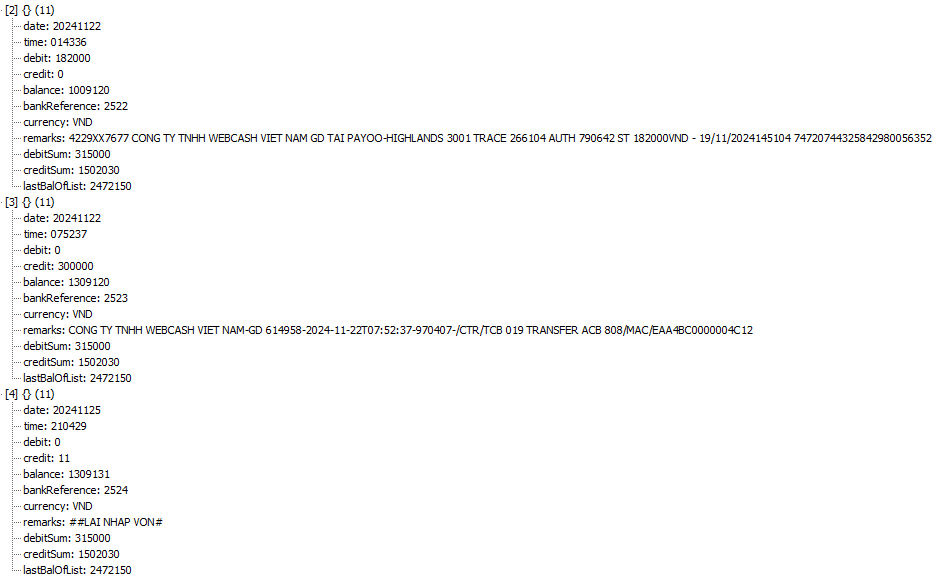 [2] {} (11)
date: 20241122
time: 014336
debit: 182000
credit: 0
balance: 1009120
bankReference: 2522
currency: VND
remarks: 4229XX7677 CONG TY TNHH WEBCASH VIET NAM GD TAI PAYOO-HIGHLANDS 3001 TRACE 266104 AUTH 790642 ST 182000VND - 19/11/2024145104 74720744325842980056352
debitSum: 315000
creditSum: 1502030
lastBalOfList: 2472150
[3] {} (11)
date: 20241122
time: 075237
debit: 0
credit: 300000
balance: 1309120
bankReference: 2523
currency: VND
remarks: CONG TY TNHH WEBCASH VIET NAM-GD 614958-2024-11-22T07:52:37-970407-/CTR/TCB 019 TRANSFER ACB 808/MAC/EAA4BC0000004C12
debitSum: 315000
creditSum: 1502030
lastBalOfList: 2472150
[4] {} (11)
date: 20241125
time: 210429
debit: 0
credit: 11
balance: 1309131
bankReference: 2524
currency: VND
remarks: ##LAI NHAP VON#
debitSum: 315000
creditSum: 1502030
lastBalOfList: 2472150